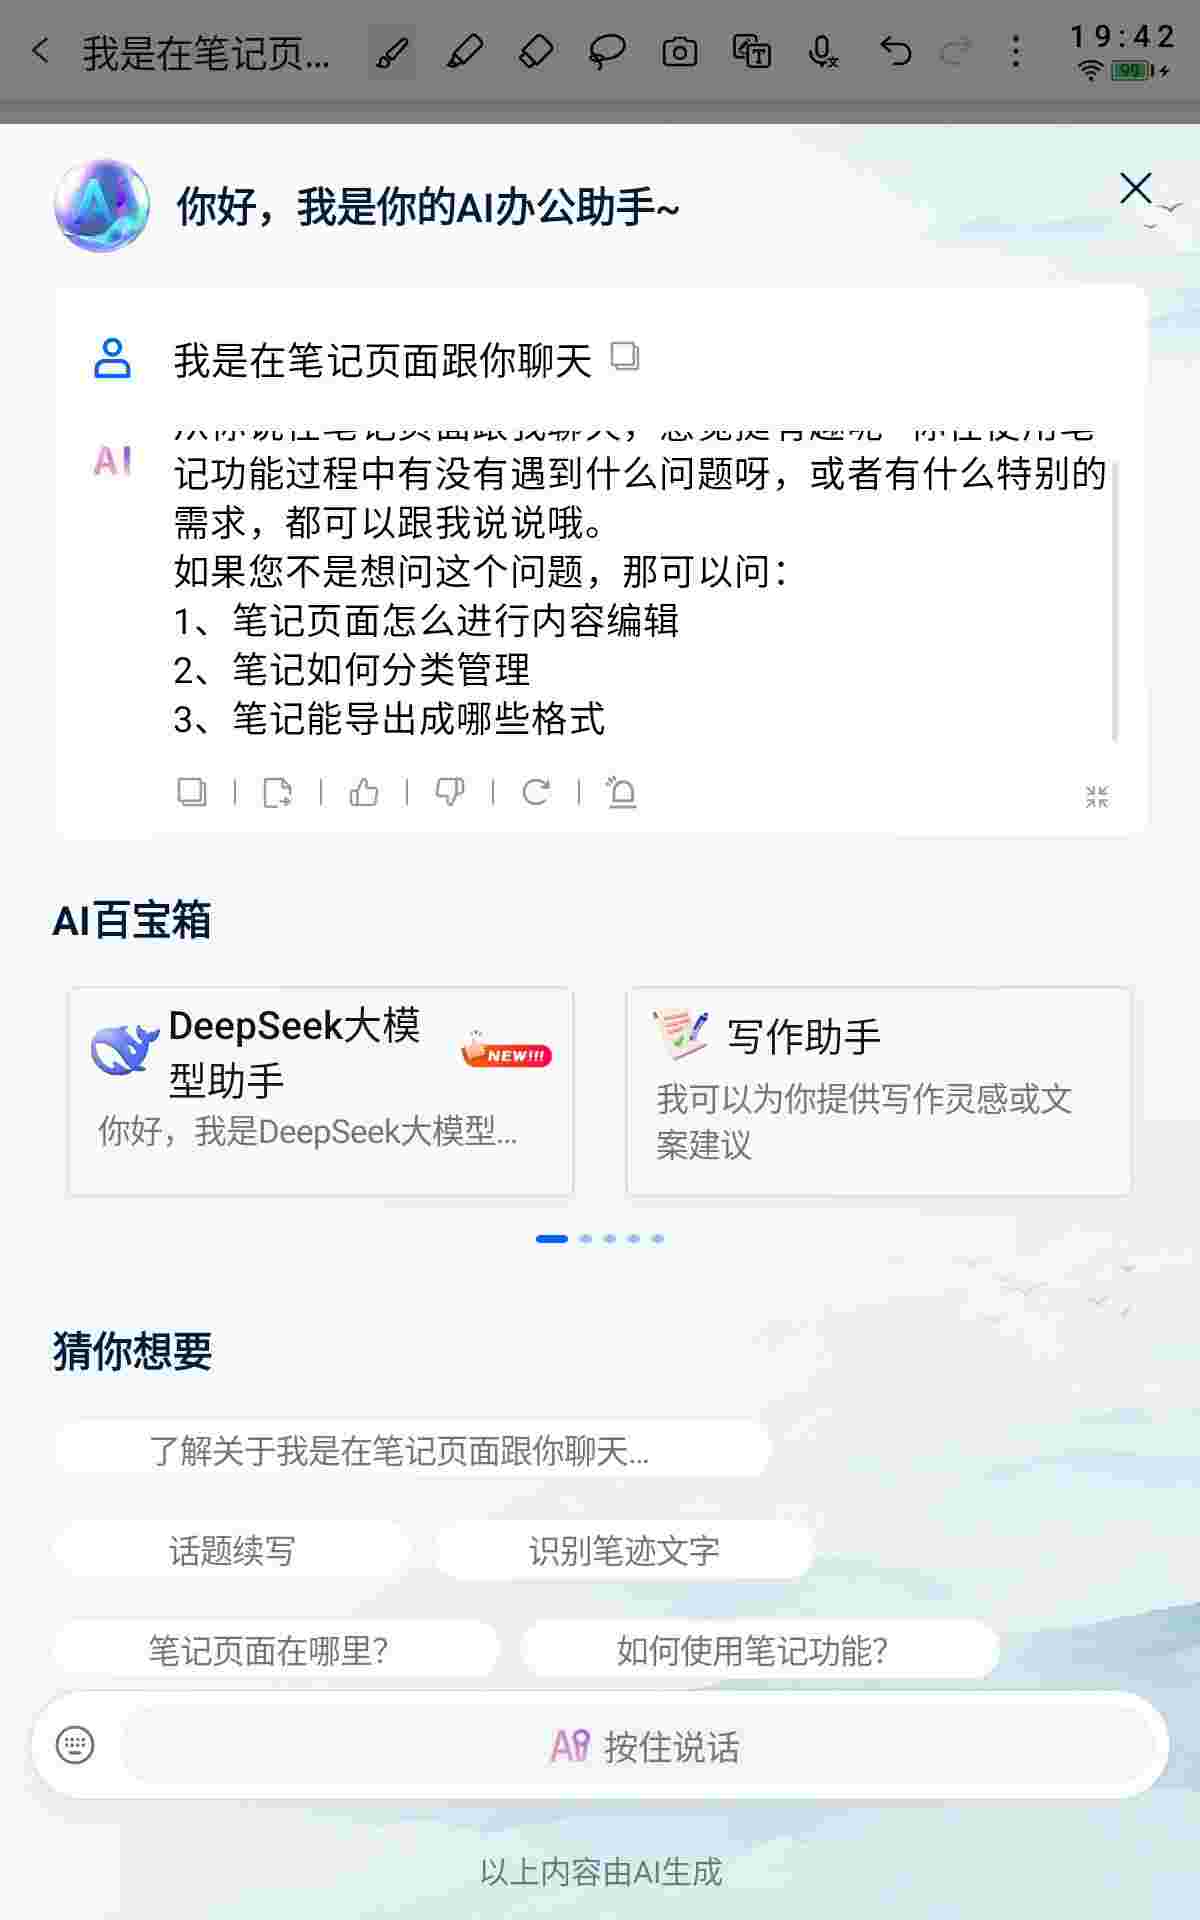 我是在笔记页...
19:42
99
你好，我是你的AI办公助手~
我是在笔记页面跟你聊天
AI
记功能过程中有没有遇到什么问题呀，或者有什么特别的
需求，都可以跟我说说哦。
如果您不是想问这个问题，那可以问：
1、笔记页面怎么进行内容编辑
2、笔记如何分类管理
3、笔记能导出成哪些格式
AI百宝箱
DeepSeek大模
型助手
NEW!!!
你好，我是DeepSeek大模型...
写作助手
我可以为你提供写作灵感或文
案建议
猜你想要
了解关于我是在笔记页面跟你聊天...
话题续写
识别笔迹文字
笔记页面在哪里？
如何使用笔记功能？
AI 按住说话
以上内容由AI生成